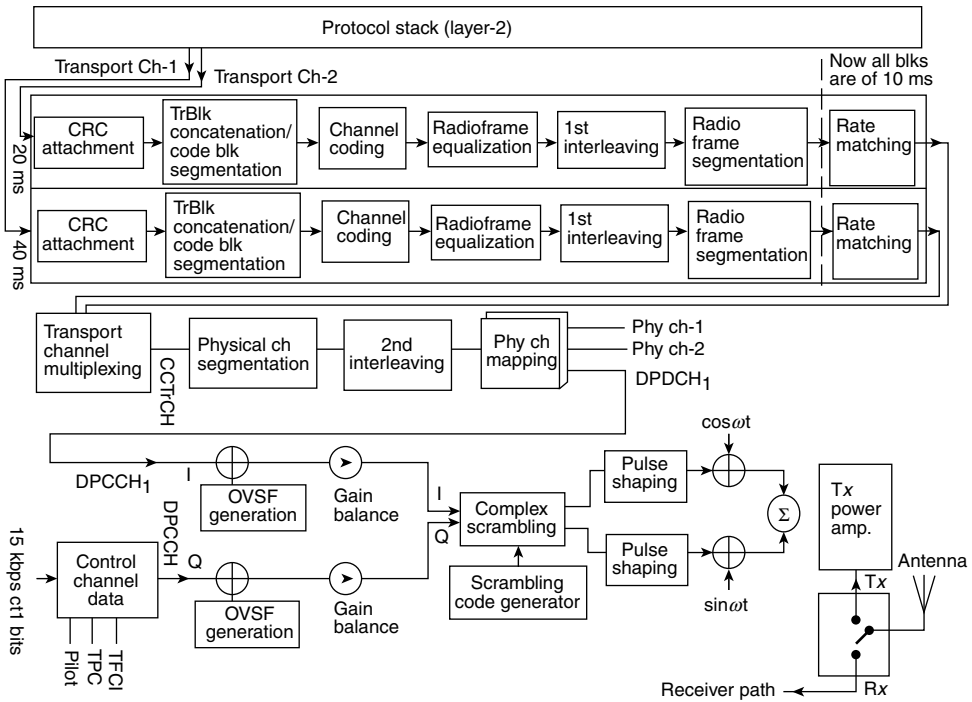 Protocol stack (layer-2)
Transport Ch-1
Transport Ch-2
Now all blks
are of 10 ms
20 ms
CRC
attachment
TrBlk
concatenation/
code blk
segmentation
Channel
coding
Radioframe
equalization
1st
interleaving
Radio
frame
segmentation
Rate
matching
40 ms
CRC
attachment
TrBlk
concatenation/
code blk
segmentation
Channel
coding
Radioframe
equalization
1st
interleaving
Radio
frame
segmentation
Rate
matching
Transport
channel
multiplexing
CCTrCH
Physical ch
segmentation
2nd
interleaving
Phy ch
mapping
Phy ch-1
Phy ch-2
DPDCH1
DPCCH1
I
OVSF
generation
Gain
balance
I
Q
Complex
scrambling
Scrambling
code generator
Pulse
shaping
cosωt
Pulse
shaping
sinωt
Σ
Tx
power
amp.
Antenna
Tx
Rx
Receiver path
15 kbps ct1 bits
Control
channel
data
Pilot
TPC
TFCI
DPCCH
Q
OVSF
generation
Gain
balance